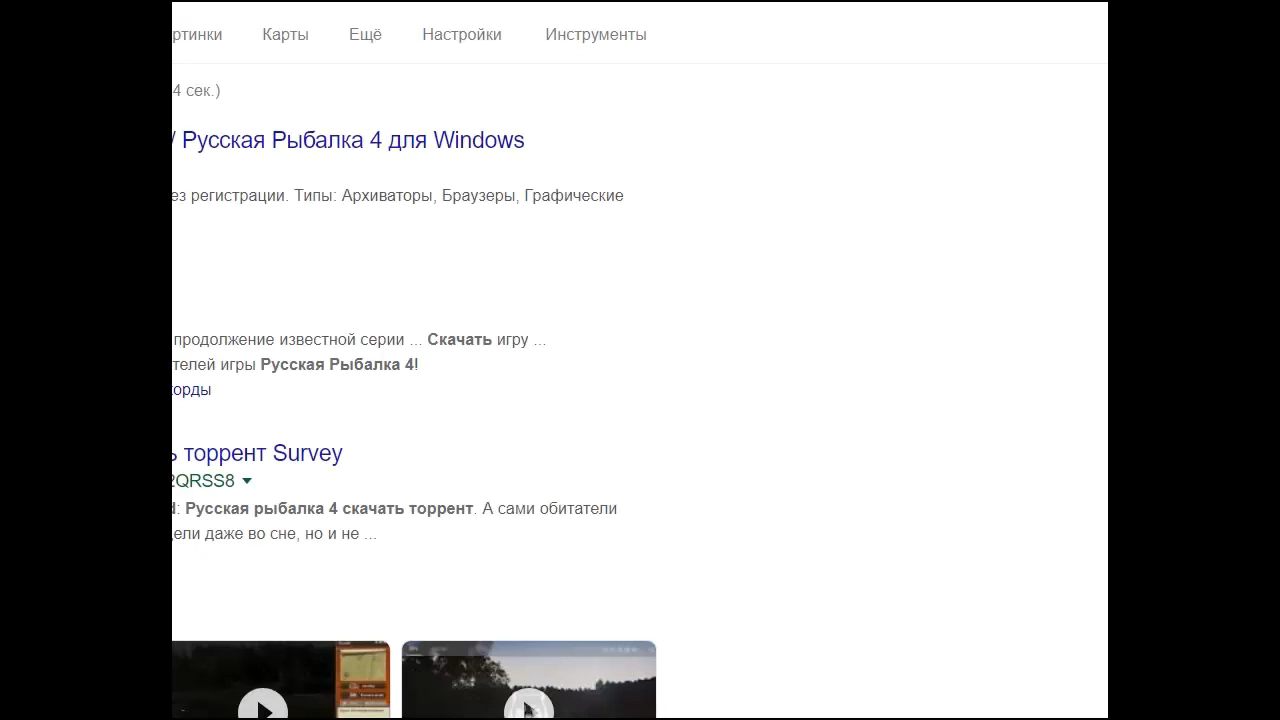 ртинки Карты Ещё Настройки Инструменты
4 сек.)
/ Русская Рыбалка 4 для Windows
ез регистрации. Типы: Архиваторы, Браузеры, Графические
продолжение известной серии ... Скачать игру ...
телей игры Русская Рыбалка 4!
корды
ь торрент Survey
2QRSS8
d: Русская рыбалка 4 скачать торрент. А сами обитатели
дели даже во сне, но и не ...